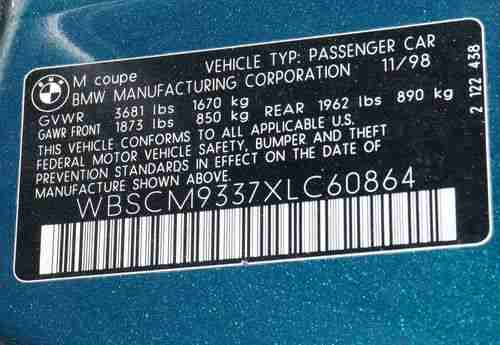 BMW
M coupe VEHICLE TYP: PASSENGER CAR
BMW MANUFACTURING CORPORATION 11/98
GVWR 3681 lbs 1670 kg
GAWR FRONT 1873 lbs 850 kg REAR 1962 lbs 890 kg
THIS VEHICLE CONFORMS TO ALL APPLICABLE U.S.
FEDERAL MOTOR VEHICLE SAFETY, BUMPER AND THEFT
PREVENTION STANDARDS IN EFFECT ON THE DATE OF
MANUFACTURE SHOWN ABOVE.
WBSCM9337XLC60864
2 122 438